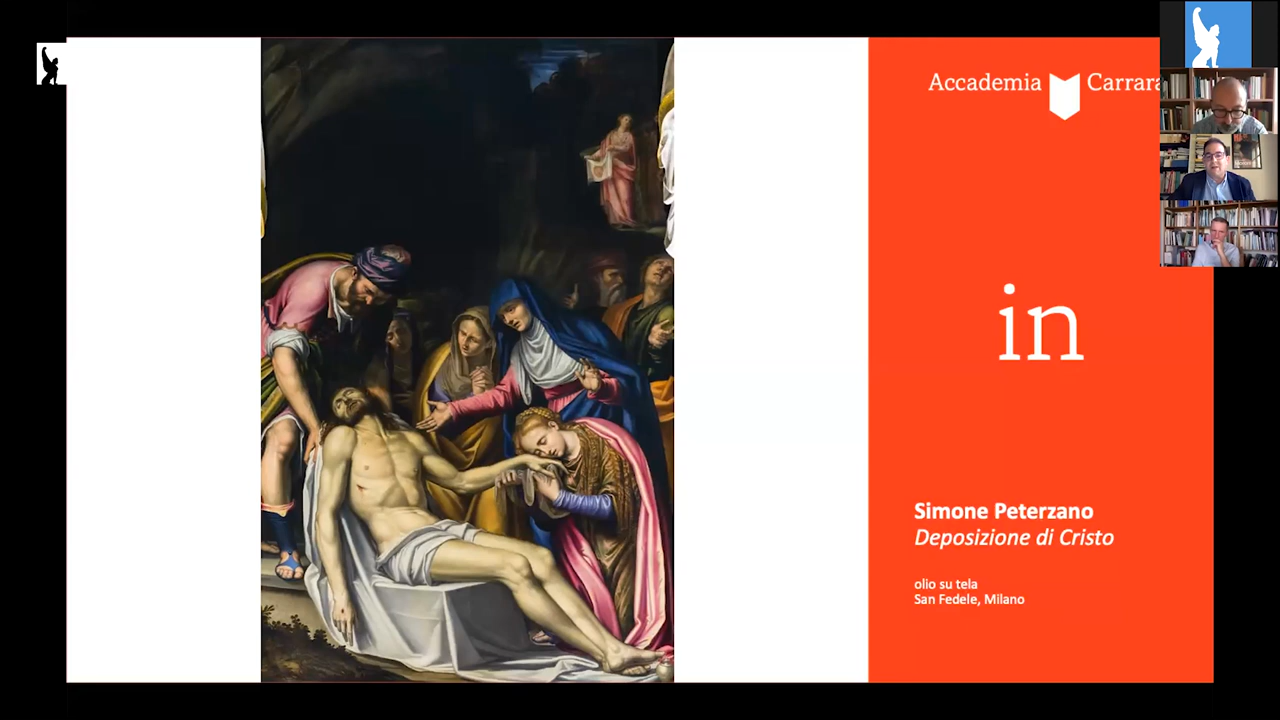 Accademia Carrara
in
Simone Peterzano
Deposizione di Cristo
olio su tela
San Fedele, Milano